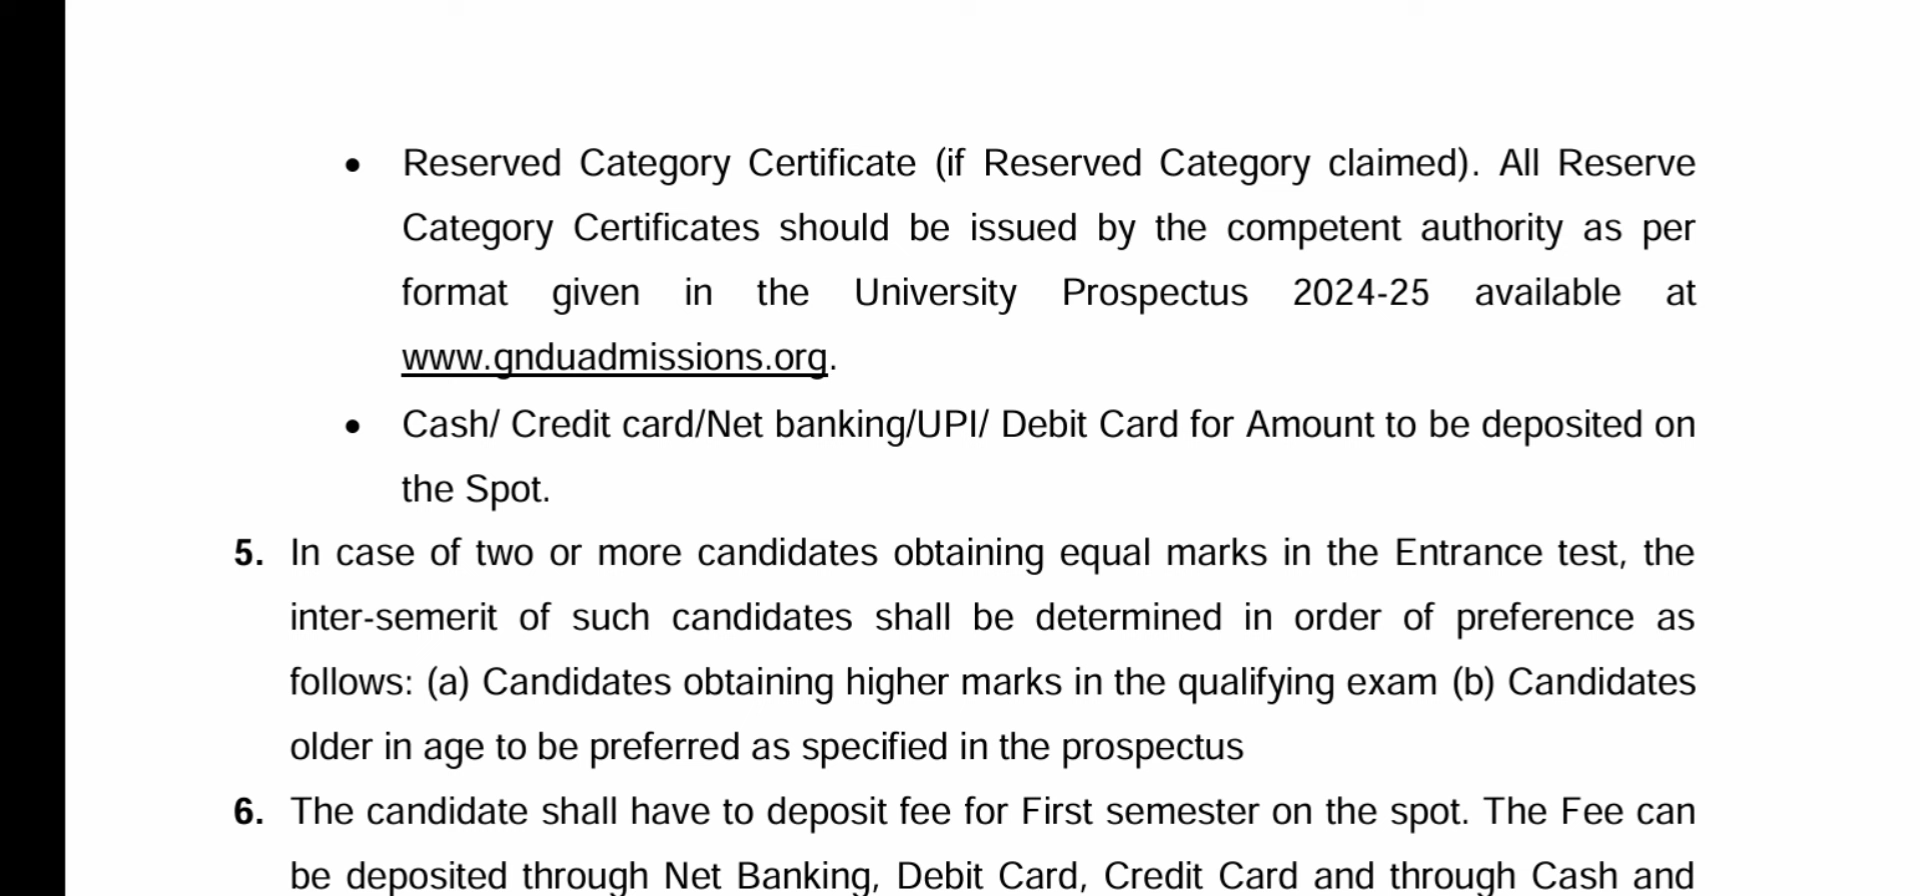 • Reserved Category Certificate (if Reserved Category claimed). All Reserve
Category Certificates should be issued by the competent authority as per
format given in the University Prospectus 2024-25 available at
www.gnduadmissions.org.
• Cash/ Credit card/Net banking/UPI/ Debit Card for Amount to be deposited on
the Spot.
5. In case of two or more candidates obtaining equal marks in the Entrance test, the
inter-semerit of such candidates shall be determined in order of preference as
follows: (a) Candidates obtaining higher marks in the qualifying exam (b) Candidates
older in age to be preferred as specified in the prospectus
6. The candidate shall have to deposit fee for First semester on the spot. The Fee can
be deposited through Net Banking, Debit Card, Credit Card and through Cash and